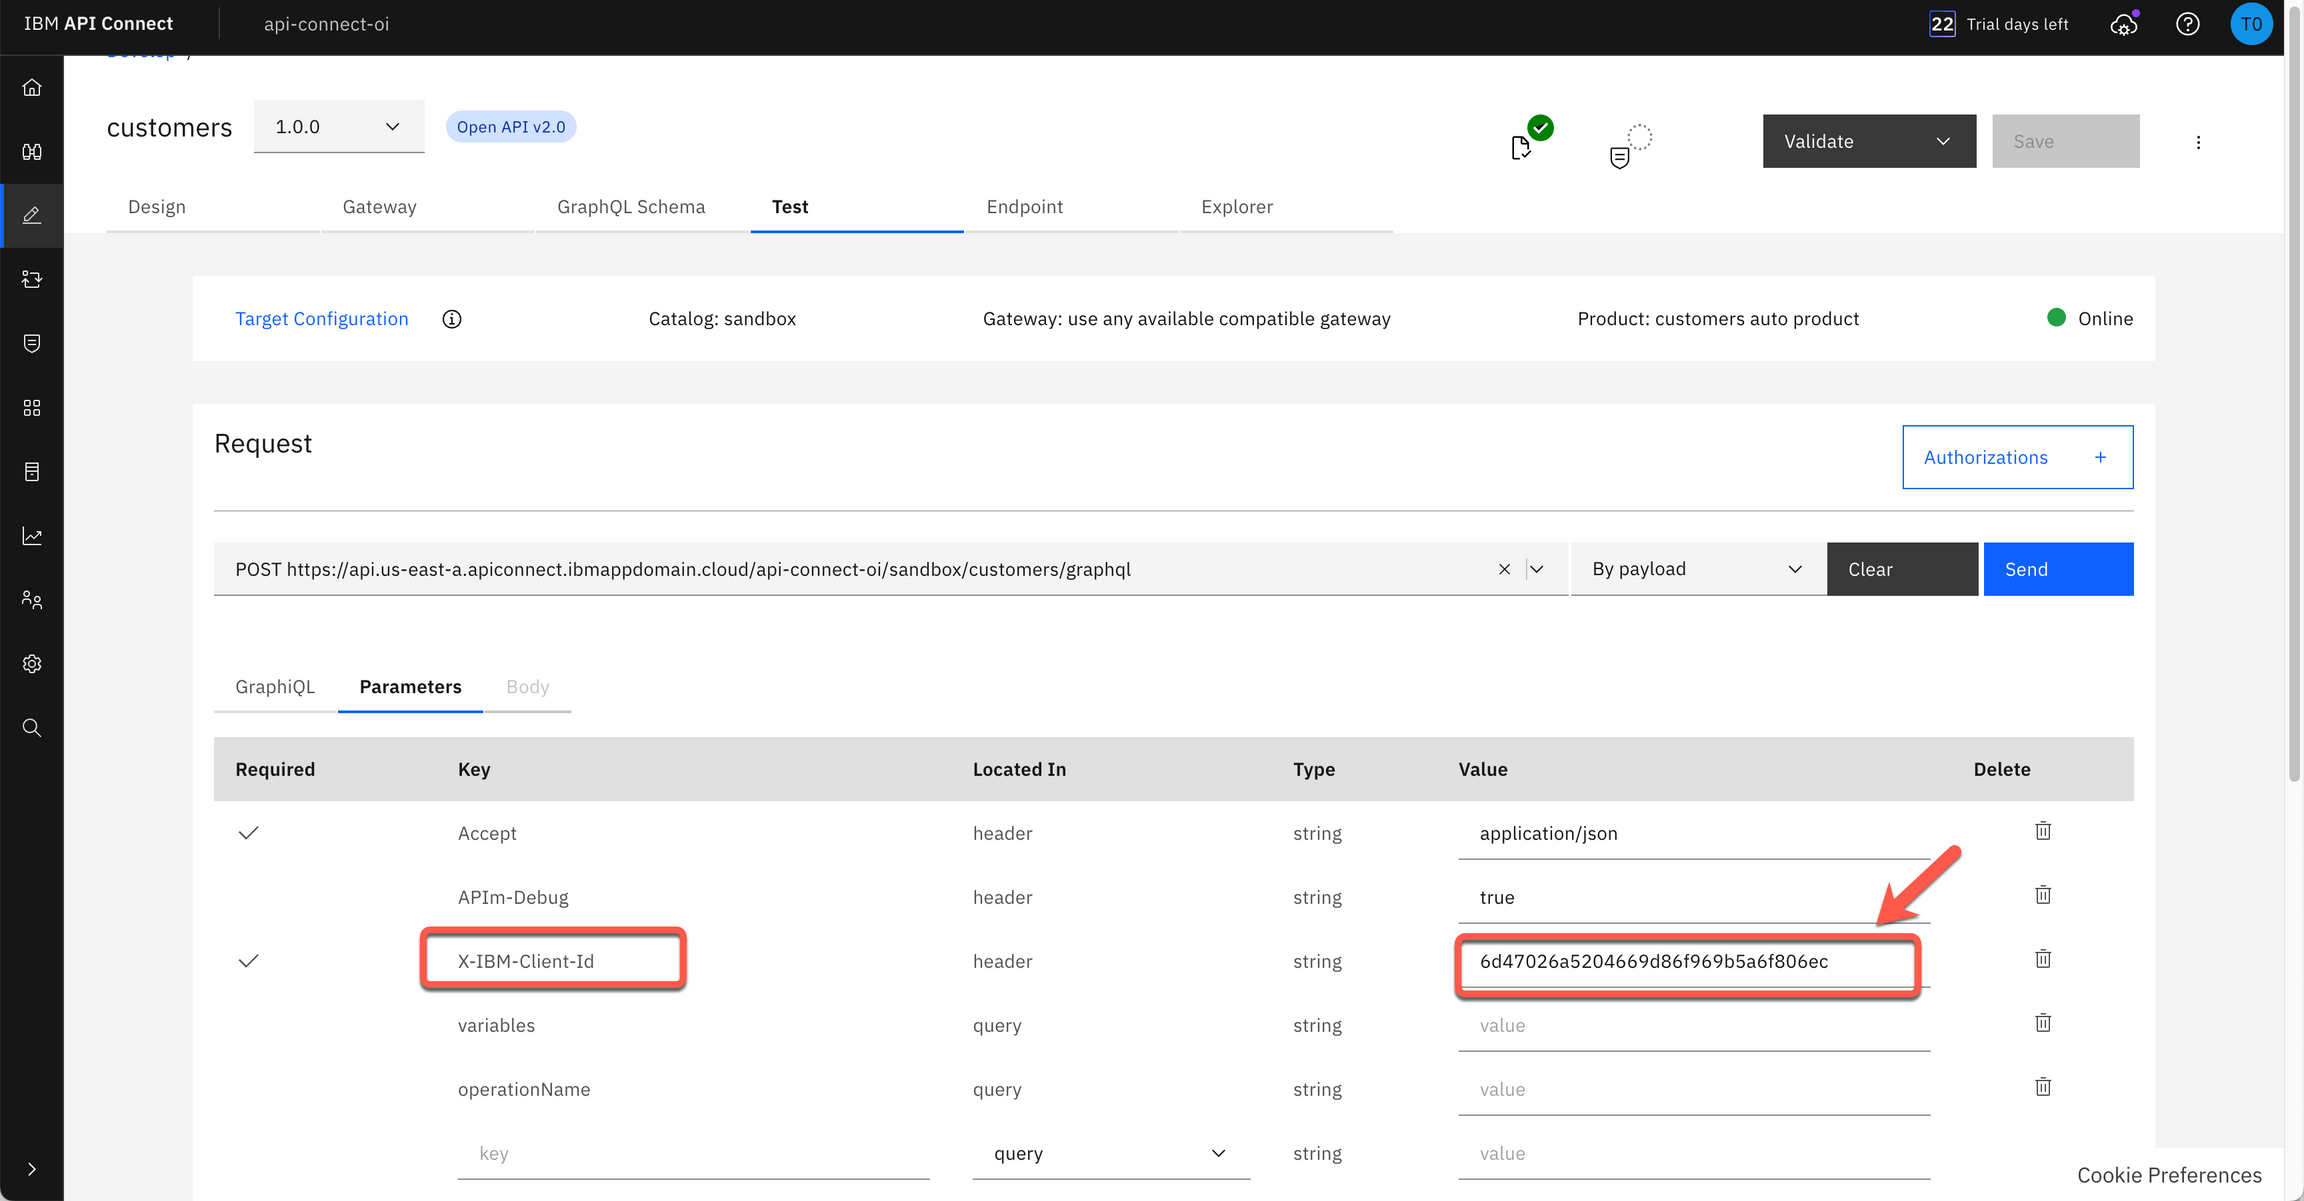 IBM API Connect
api-connect-oi
22 Trial days left
T0
Develop /
customers
1.0.0
Open API v2.0
Validate
Save
Design
Gateway
GraphQL Schema
Test
Endpoint
Explorer
Target Configuration
Catalog: sandbox
Gateway: use any available compatible gateway
Product: customers auto product
Online
Request
Authorizations +
POST https://api.us-east-a.apiconnect.ibmappdomain.cloud/api-connect-oi/sandbox/customers/graphql
By payload
Clear
Send
GraphiQL
Parameters
Body
Required Key Located In Type Value Delete
Accept header string application/json
APIm-Debug header string true
X-IBM-Client-Id header string 6d47026a5204669d86f969b5a6f806ec
variables query string value
operationName query string value
key query string value
Cookie Preferences